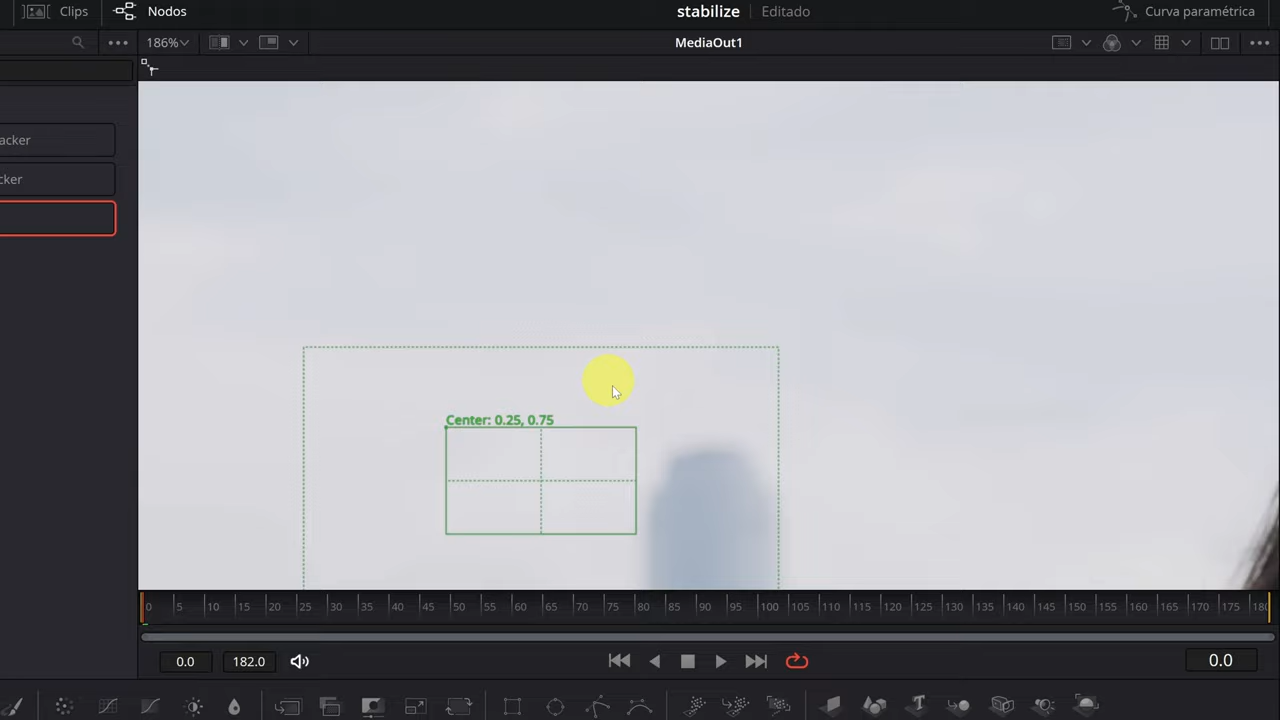 Clips Nodos stabilize Editado Curva paramétrica
186% MediaOut1
acker
cker
Center: 0.25, 0.75
0 5 10 15 20 25 30 35 40 45 50 55 60 65 70 75 80 85 90 95 100 105 110 115 120 125 130 135 140 145 150 155 160 165 170 175 180
0.0 182.0 0.0